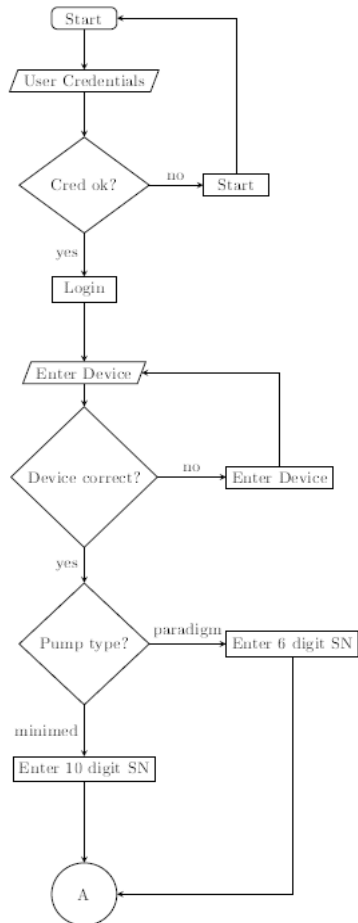 Start
User Credentials
Cred ok?
no
Start
yes
Login
Enter Device
Device correct?
no
Enter Device
yes
Pump type?
paradigm
Enter 6 digit SN
minimed
Enter 10 digit SN
A